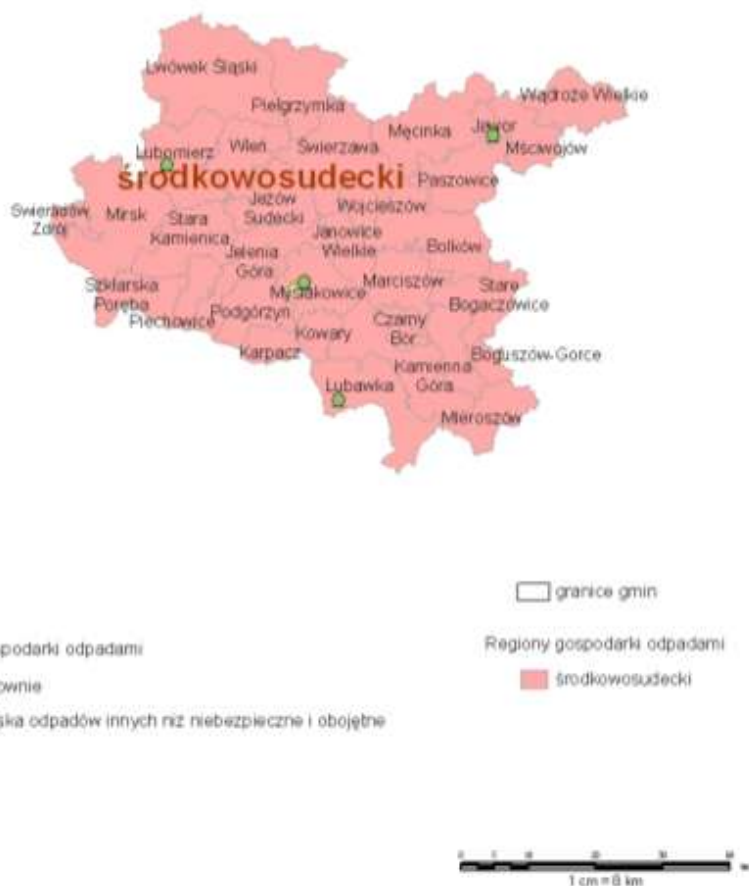 Lwówek Śląski
Pielgrzymka
Wądroże Wielkie
Męcinka
Jawor
Mściwojów
Lubomierz
Wleń
Świerzawa
środkowosudecki
Paszowice
Świeradów
Zdrój
Mirsk
Stara
Kamienica
Jeżów
Sudecki
Wojcieszów
Janowice
Wielkie
Bolków
Jelenia
Góra
Szklarska
Poręba
Piechowice
Podgórzyn
Mysłakowice
Marciszów
Stare
Bogaczowice
Kowary
Czarny
Bór
Karpacz
Boguszów-Gorce
Kamienna
Góra
Lubawka
Mieroszów
granice gmin
Regiony gospodarki odpadami
środkowosudecki
podarki odpadami
ownie
ska odpadów innych niż niebezpieczne i obojętne
1 cm = 8 km